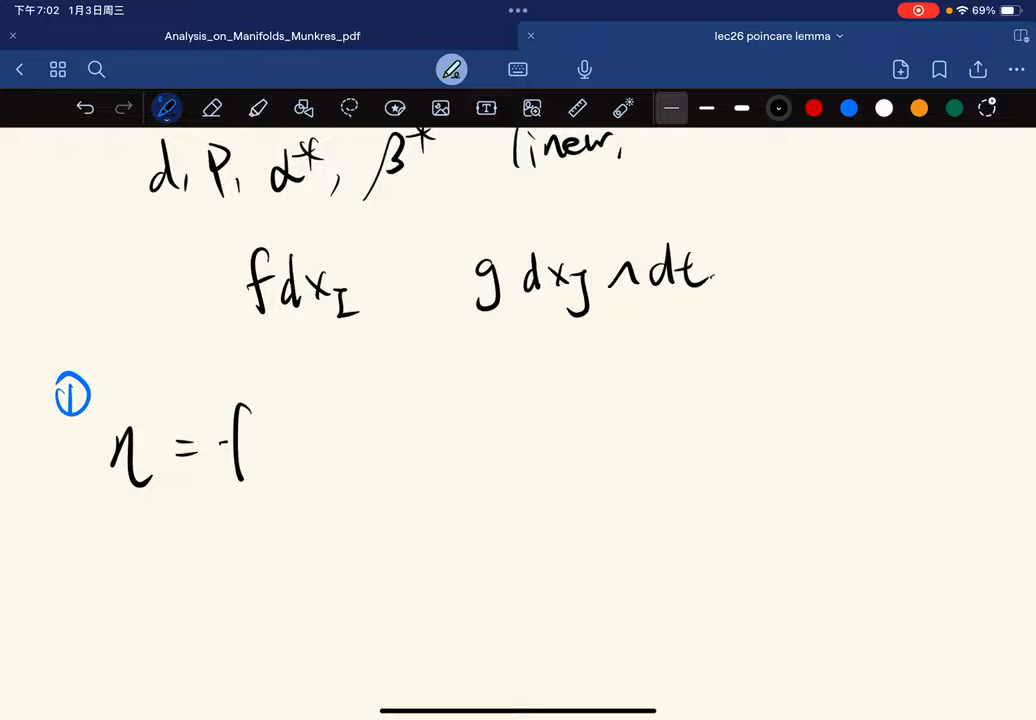 下午7:02 1月3日周三
69%
Analysis_on_Manifolds_Munkres_pdf
lec26 poincare lemma
d, P, α*, β* linear.
f dx_I g dx_J ∧ dt.
①
η = f